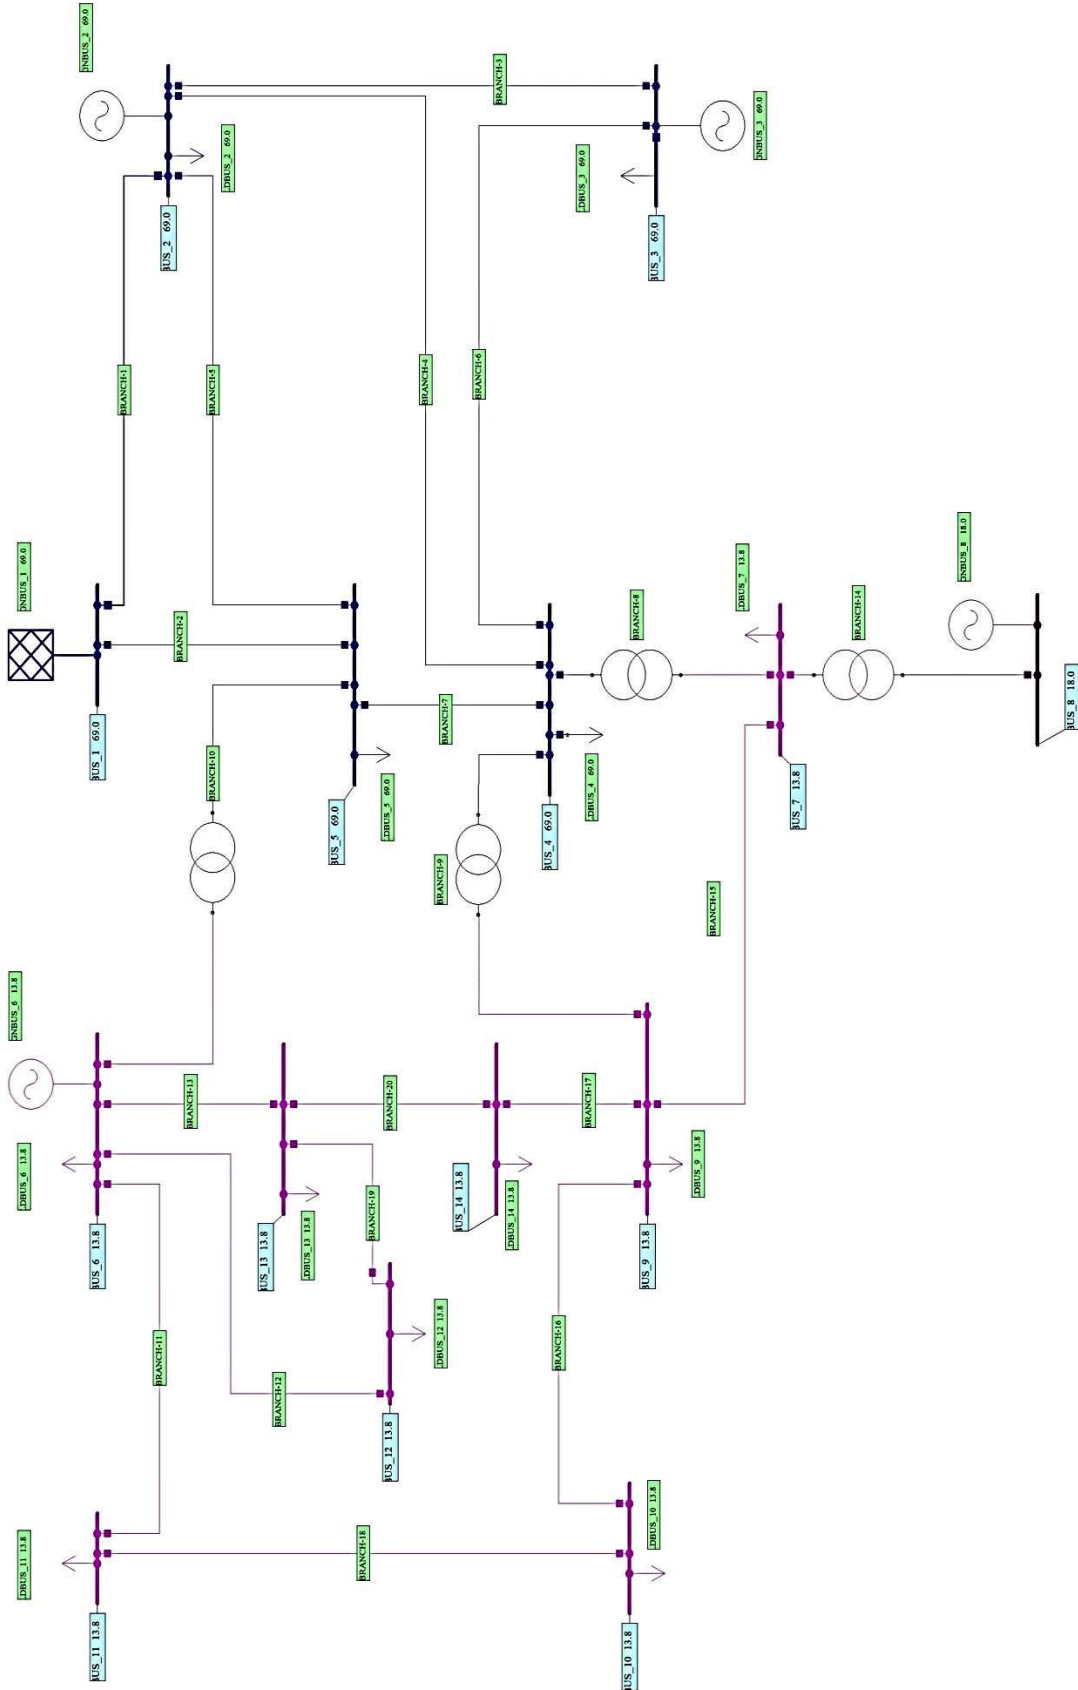 GNBUS_2 69.0
BRANCH-3
GNBUS_3 69.0
LDBUS_2 69.0
LDBUS_3 69.0
BUS_2 69.0
BUS_3 69.0
BRANCH-1
BRANCH-5
BRANCH-4
BRANCH-6
GNBUS_1 69.0
GNBUS_8 18.0
BRANCH-2
BRANCH-8
LDBUS_7 13.8
BRANCH-14
BUS_1 69.0
BRANCH-10
BRANCH-7
BUS_8 18.0
BUS_5 69.0
LDBUS_5 69.0
BUS_4 69.0
LDBUS_4 69.0
BUS_7 13.8
BRANCH-9
BRANCH-15
GNBUS_6 13.8
BRANCH-13
BRANCH-20
BRANCH-17
LDBUS_6 13.8
BUS_14 13.8
LDBUS_9 13.8
BRANCH-19
LDBUS_14 13.8
BUS_6 13.8
BUS_13 13.8
LDBUS_13 13.8
BUS_9 13.8
BRANCH-11
BRANCH-12
LDBUS_12 13.8
BRANCH-16
BUS_12 13.8
LDBUS_11 13.8
BRANCH-18
LDBUS_10 13.8
BUS_11 13.8
BUS_10 13.8